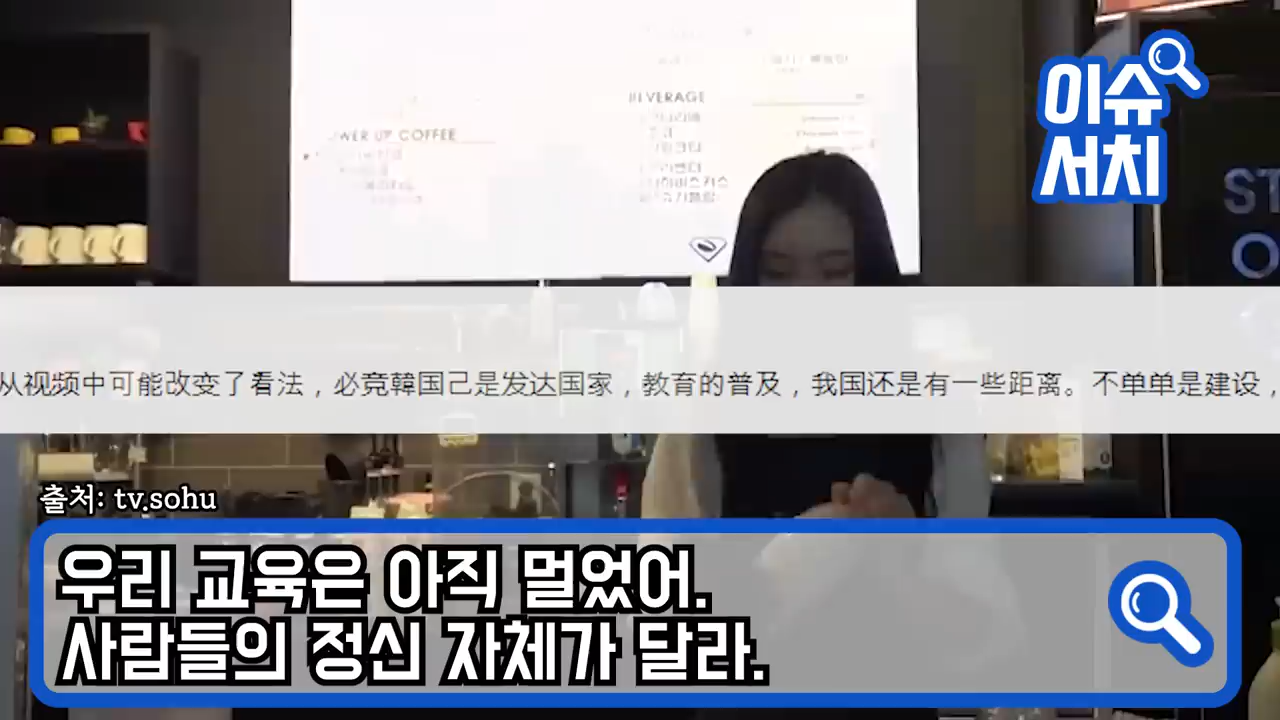 이슈
서치
BEVERAGE
POWER UP COFFEE
ST
O
从视频中可能改变了看法，必竞韓国己是发达国家，教育的普及，我国还是有一些距离。不单单是建设，
출처: tv.sohu
우리 교육은 아직 멀었어.
사람들의 정신 자체가 달라.